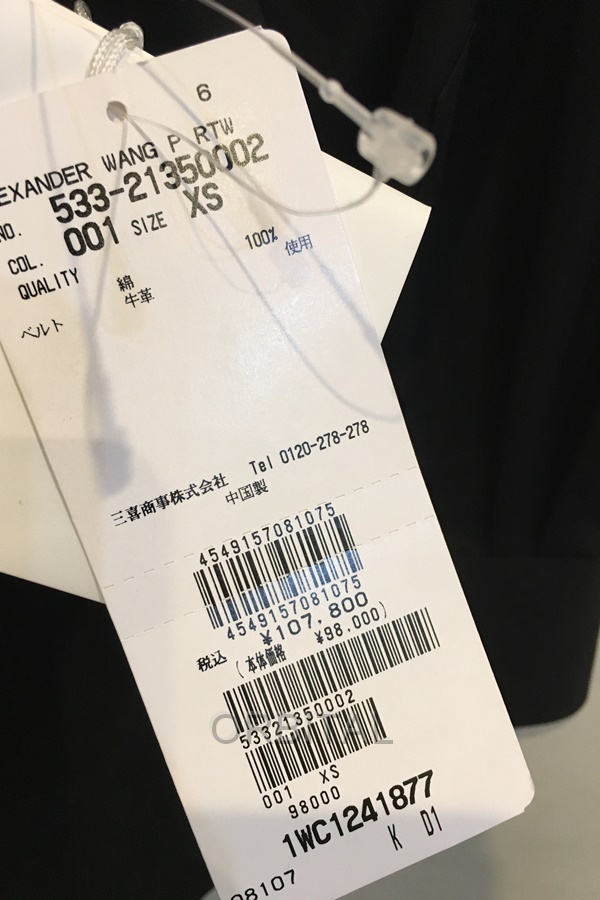 6
EXANDER WANG P RTW
NO. 533-21350002
COL. 001 SIZE XS
QUALITY 綿 100% 使用
牛革
ベルト
三喜商事株式会社 Tel 0120-278-278
中国製
4549157081075
4549157081075
¥107,800
税込 (本体価格 ¥98,000)
53321350002
001 XS
98000
1WC1241877
K D1
08107